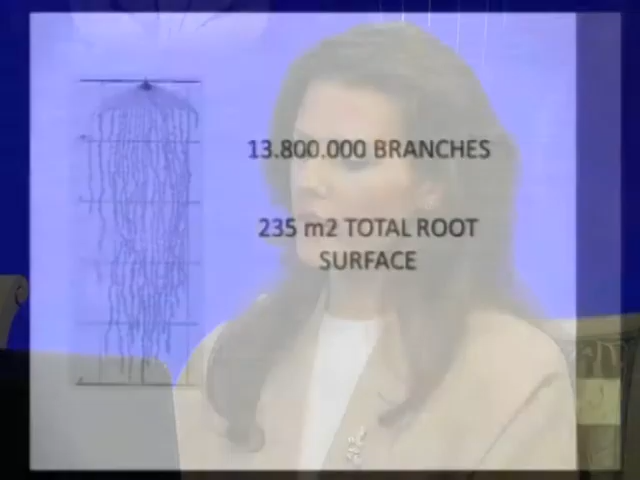 13.800.000 BRANCHES
235 m2 TOTAL ROOT
SURFACE